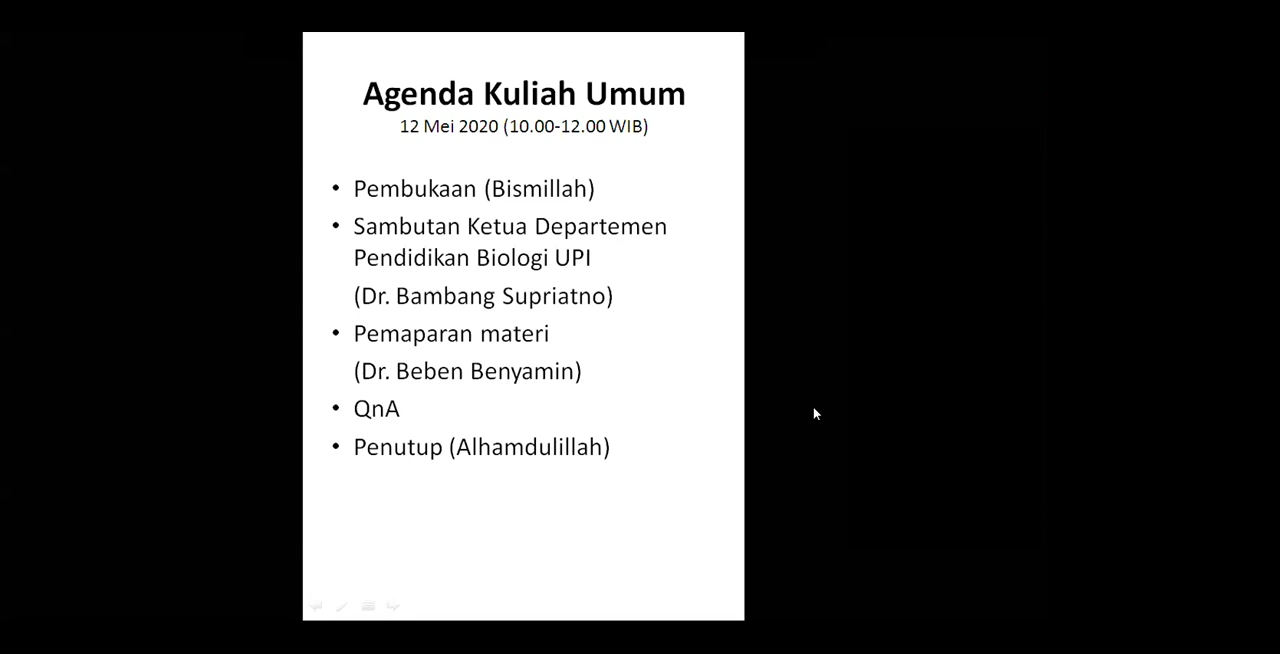 Agenda Kuliah Umum
12 Mei 2020 (10.00-12.00 WIB)
• Pembukaan (Bismillah)
• Sambutan Ketua Departemen
Pendidikan Biologi UPI
(Dr. Bambang Supriatno)
• Pemaparan materi
(Dr. Beben Benyamin)
• QnA
• Penutup (Alhamdulillah)